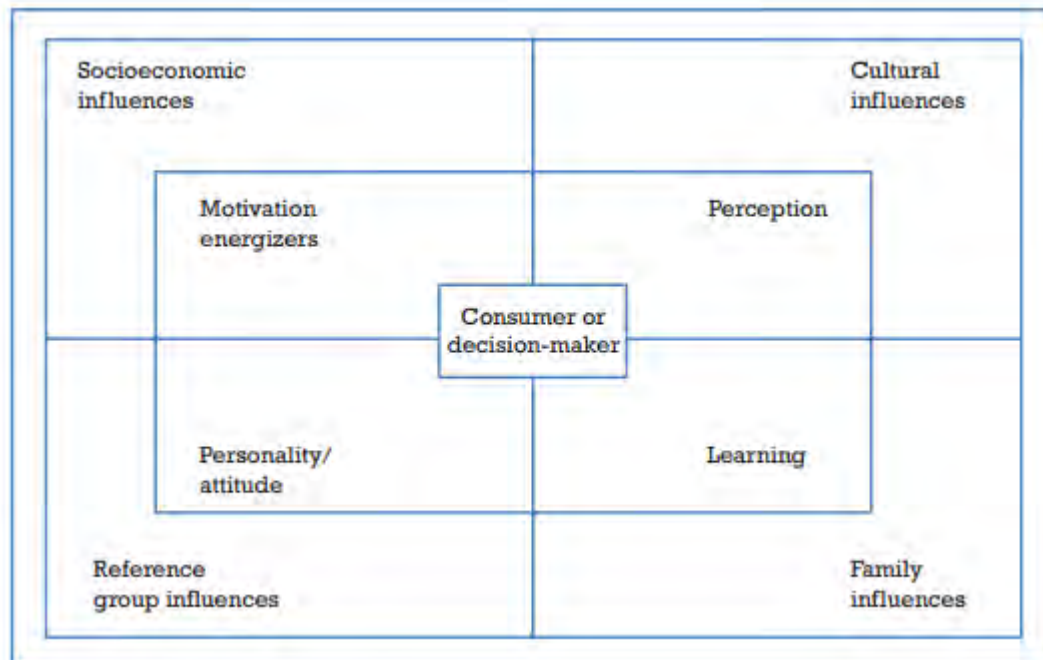 Socioeconomic
influences
Cultural
influences
Motivation
energizers
Perception
Consumer or
decision-maker
Personality/
attitude
Learning
Reference
group influences
Family
influences